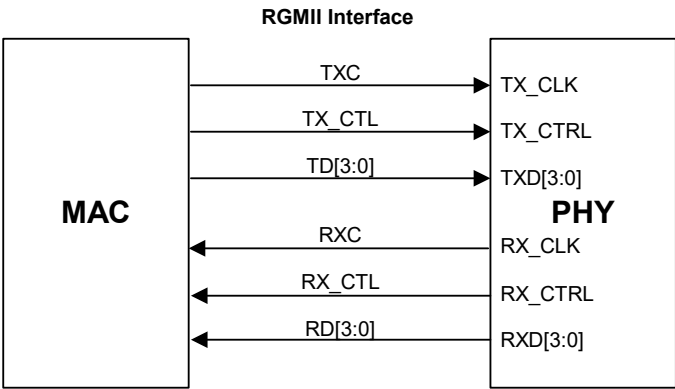 RGMII Interface
TXC
TX_CLK
TX_CTL
TX_CTRL
TD[3:0]
TXD[3:0]
MAC
PHY
RXC
RX_CLK
RX_CTL
RX_CTRL
RD[3:0]
RXD[3:0]